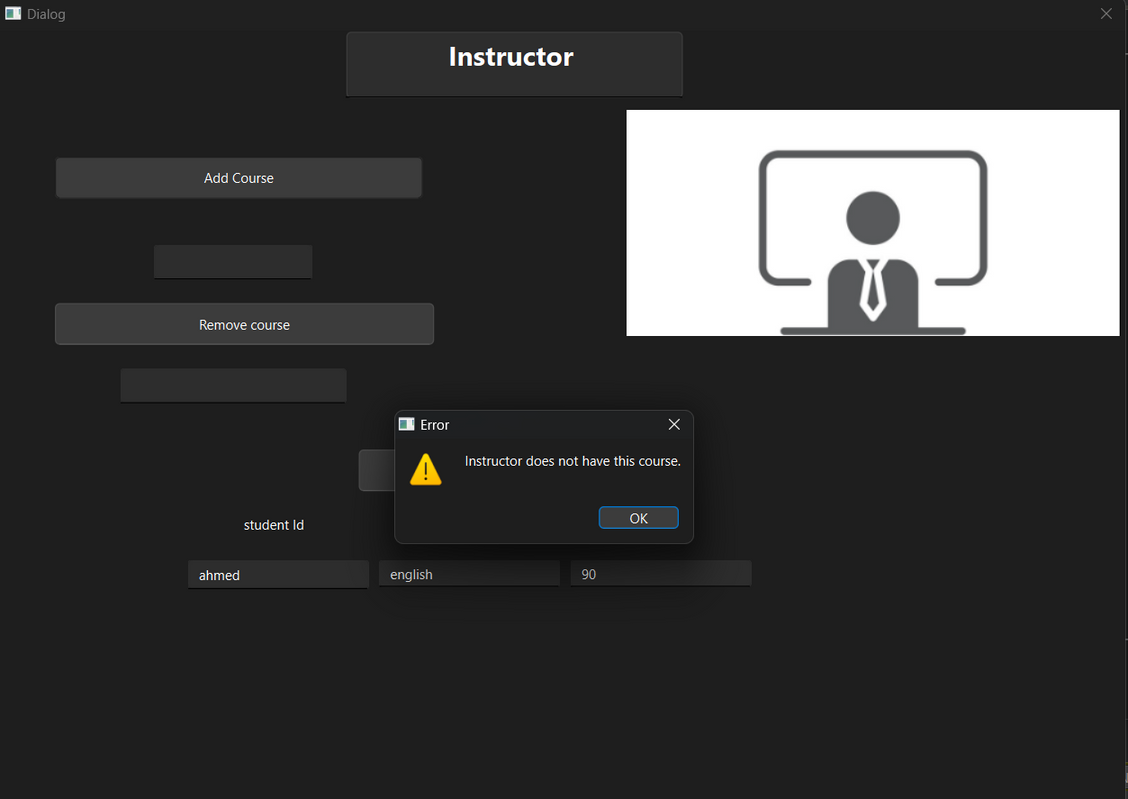 Dialog
Instructor
Add Course
Remove course
Error
Instructor does not have this course.
OK
student Id
ahmed
english
90